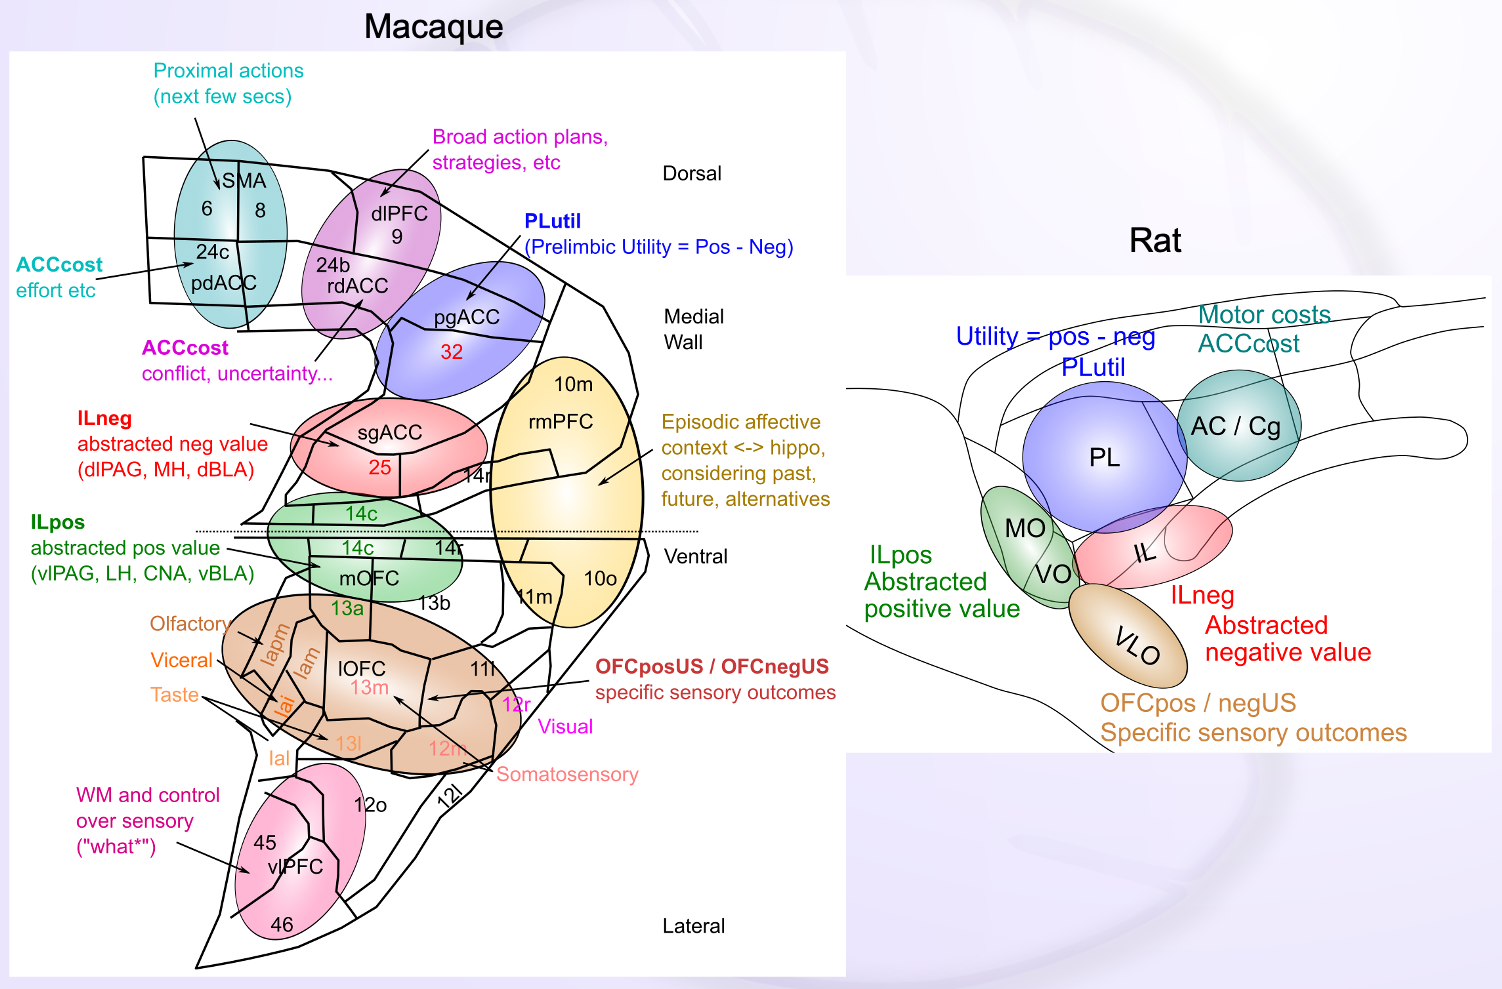 Macaque
Proximal actions
(next few secs)
Broad action plans,
strategies, etc
Dorsal
SMA
6
8
dlPFC
9
PLutil
(Prelimbic Utility = Pos - Neg)
24c
pdACC
24b
rdACC
ACCcost
effort etc
pgACC
32
Medial
Wall
ACCcost
conflict, uncertainty...
10m
rmPFC
ILneg
abstracted neg value
(dlPAG, MH, dBLA)
sgACC
25
14r
Episodic affective
context <-> hippo,
considering past,
future, alternatives
14c
ILpos
abstracted pos value
(vlPAG, LH, CNA, vBLA)
14c
14r
mOFC
13a
13b
11m
10o
Ventral
Olfactory
Viceral
Taste
Iapm
Iam
Iai
Ial
lOFC
13m
11l
12r
Visual
13l
12m
Somatosensory
OFCposUS / OFCnegUS
specific sensory outcomes
WM and control
over sensory
("what*")
12o
12l
45
vlPFC
46
Lateral
Rat
Utility = pos - neg
PLutil
Motor costs
ACCcost
PL
AC / Cg
MO
VO
IL
VLO
ILpos
Abstracted
positive value
ILneg
Abstracted
negative value
OFCpos / negUS
Specific sensory outcomes